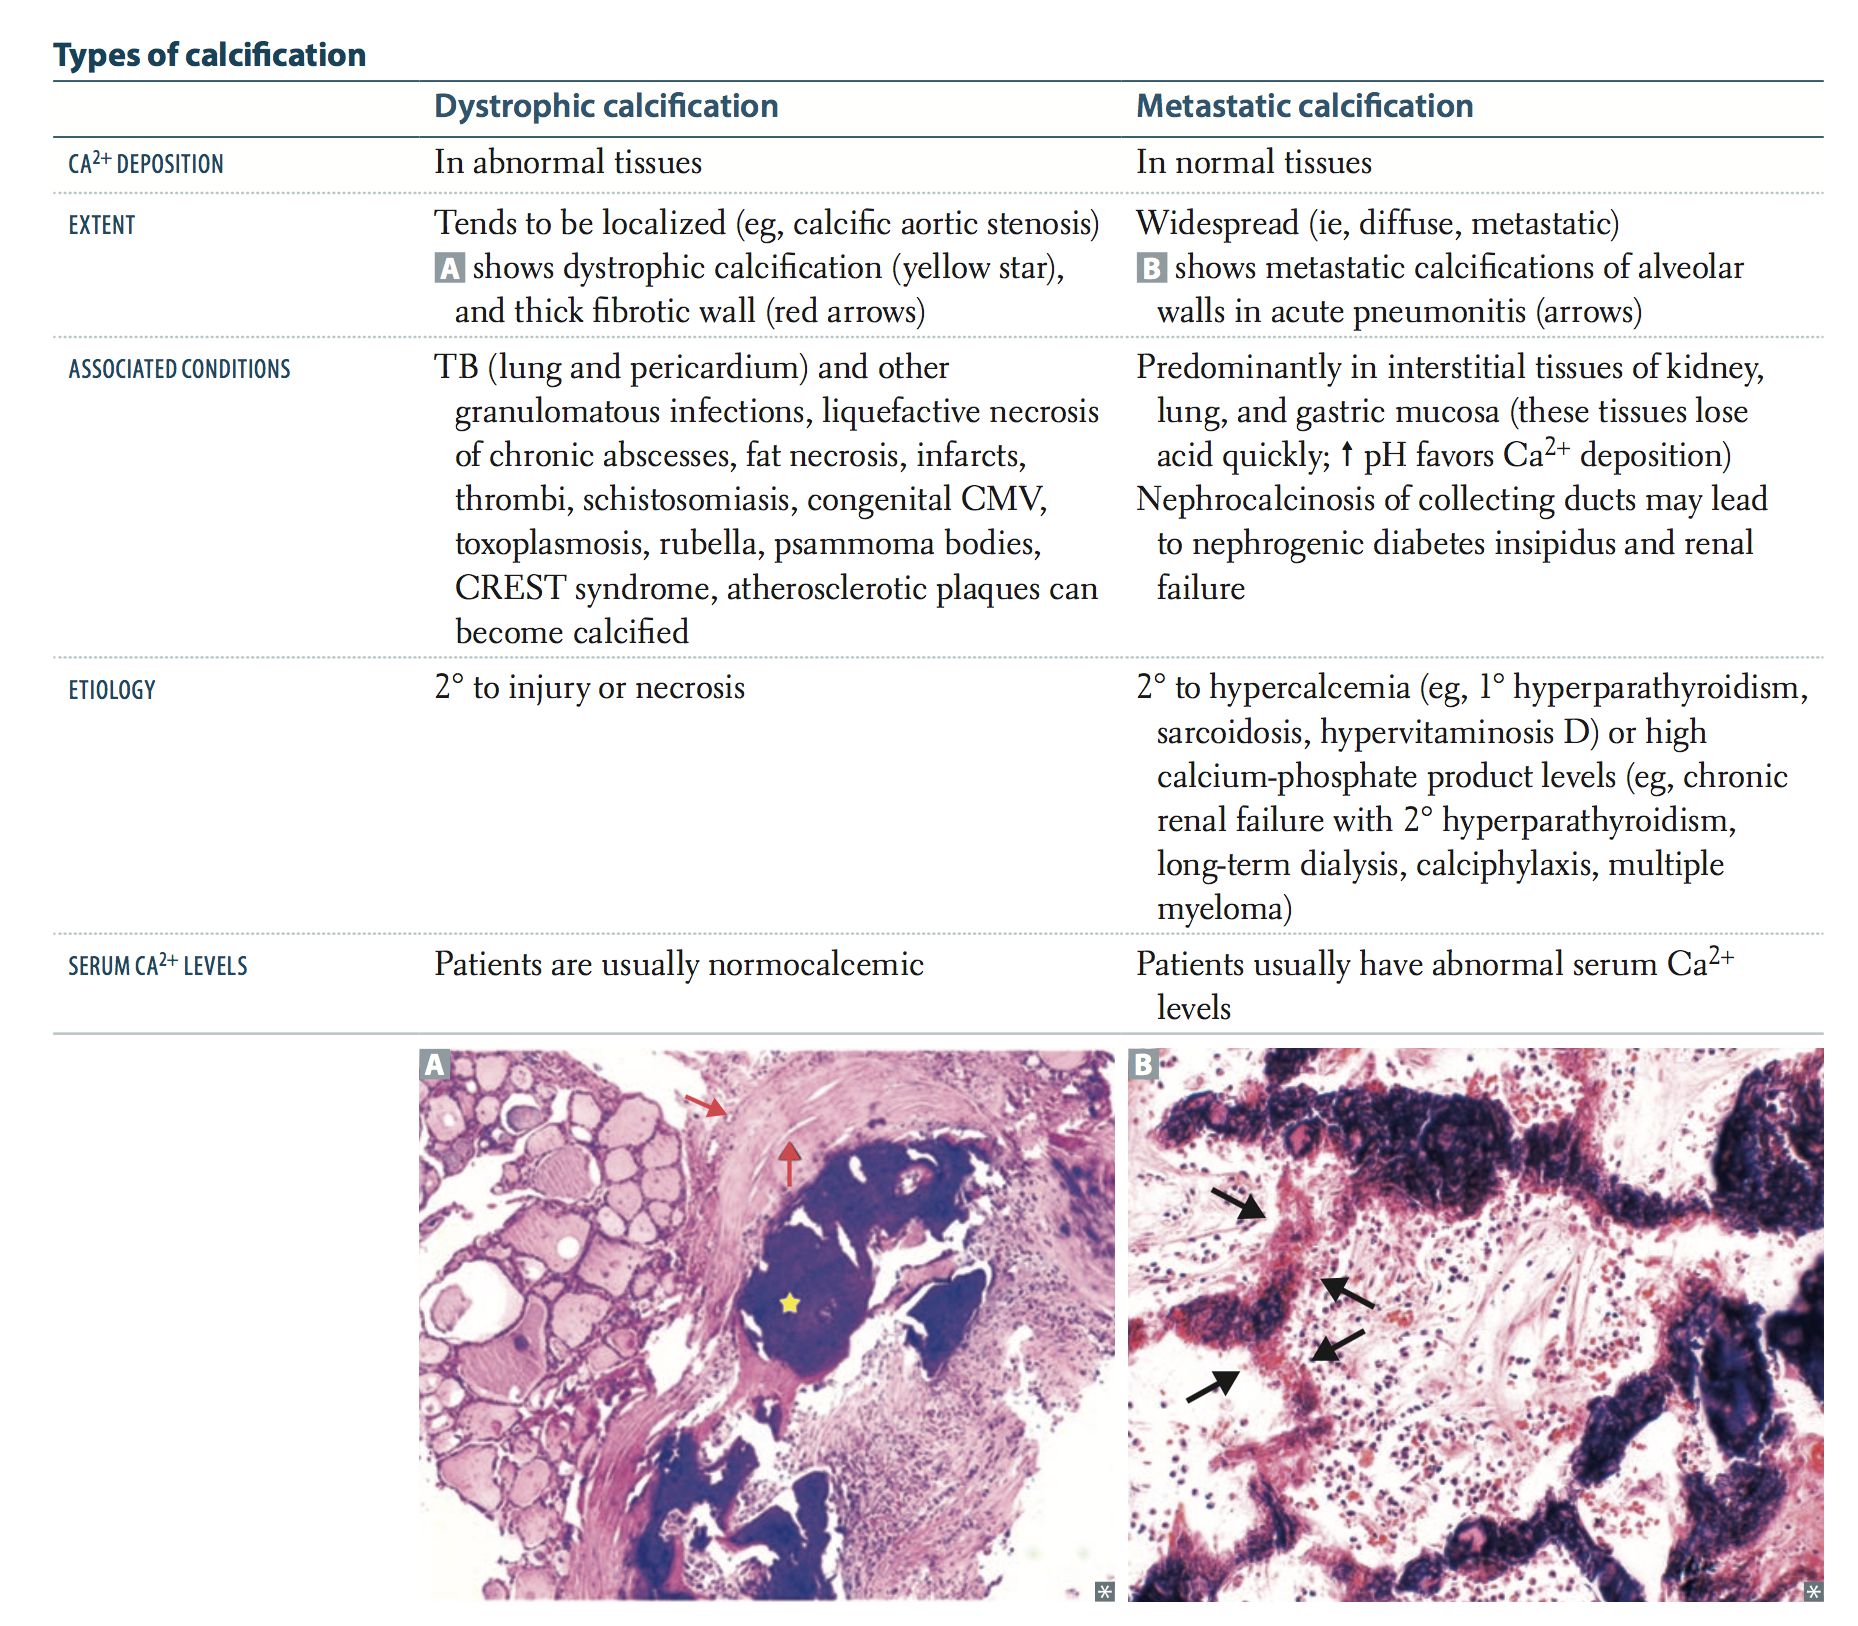 Types of calcification
Dystrophic calcification
Metastatic calcification
CA²⁺ DEPOSITION
In abnormal tissues
In normal tissues
EXTENT
Tends to be localized (eg, calcific aortic stenosis)
A shows dystrophic calcification (yellow star),
and thick fibrotic wall (red arrows)
Widespread (ie, diffuse, metastatic)
B shows metastatic calcifications of alveolar
walls in acute pneumonitis (arrows)
ASSOCIATED CONDITIONS
TB (lung and pericardium) and other
granulomatous infections, liquefactive necrosis
of chronic abscesses, fat necrosis, infarcts,
thrombi, schistosomiasis, congenital CMV,
toxoplasmosis, rubella, psammoma bodies,
CREST syndrome, atherosclerotic plaques can
become calcified
Predominantly in interstitial tissues of kidney,
lung, and gastric mucosa (these tissues lose
acid quickly; ↑ pH favors Ca²⁺ deposition)
Nephrocalcinosis of collecting ducts may lead
to nephrogenic diabetes insipidus and renal
failure
ETIOLOGY
2° to injury or necrosis
2° to hypercalcemia (eg, 1° hyperparathyroidism,
sarcoidosis, hypervitaminosis D) or high
calcium-phosphate product levels (eg, chronic
renal failure with 2° hyperparathyroidism,
long-term dialysis, calciphylaxis, multiple
myeloma)
SERUM CA²⁺ LEVELS
Patients are usually normocalcemic
Patients usually have abnormal serum Ca²⁺
levels
A
B